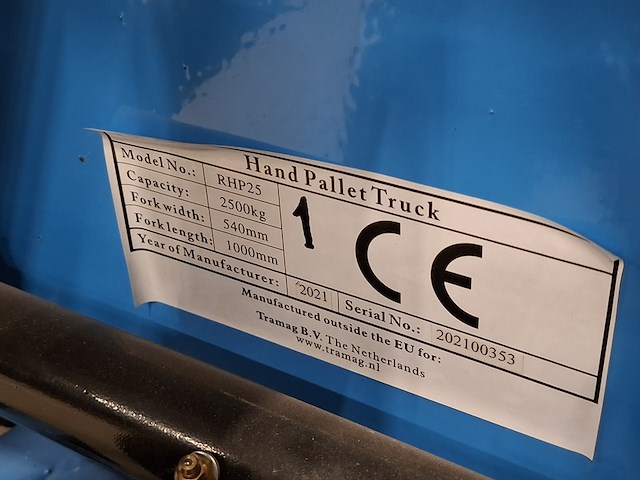 Hand Pallet Truck
Model No.: RHP25
Capacity: 2500kg
Fork width: 540mm
Fork length: 1000mm
1 CE
Year of Manufacturer: 2021 Serial No.: 202100353
Manufactured outside the EU for:
Tramag B.V. The Netherlands
www.tramag.nl